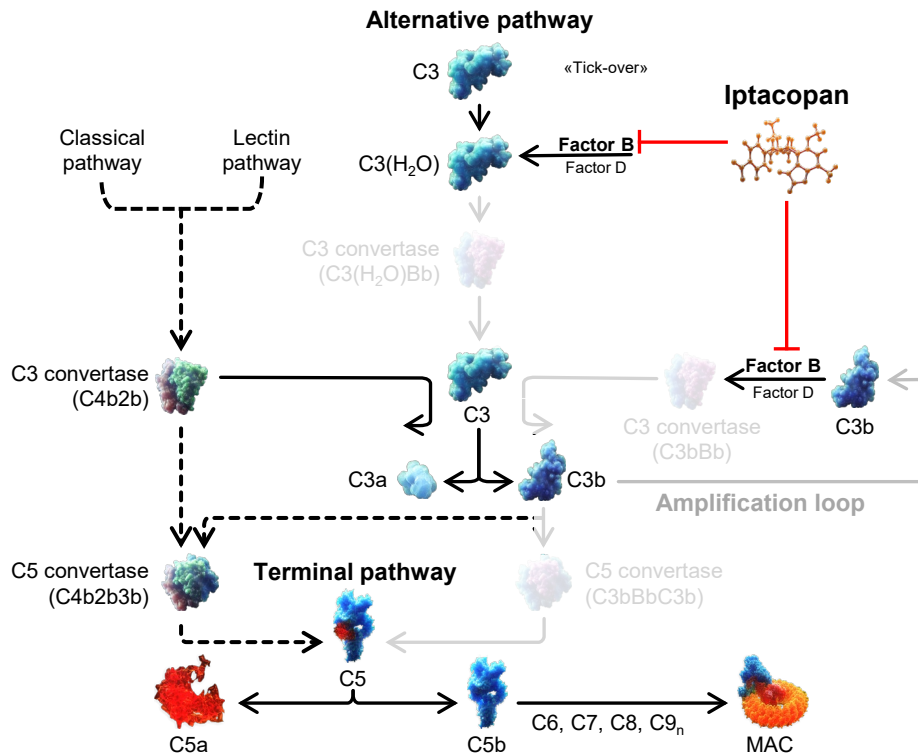 Alternative pathway
C3
«Tick-over»
Iptacopan
Classical
pathway
Lectin
pathway
C3(H₂O)
Factor B
Factor D
C3 convertase
(C3(H₂O)Bb)
C3 convertase
(C4b2b)
C3
Factor B
Factor D
C3b
C3 convertase
(C3bBb)
C3a
C3b
Amplification loop
C5 convertase
(C4b2b3b)
Terminal pathway
C5 convertase
(C3bBbC3b)
C5
C5a
C5b
C6, C7, C8, C9ₙ
MAC